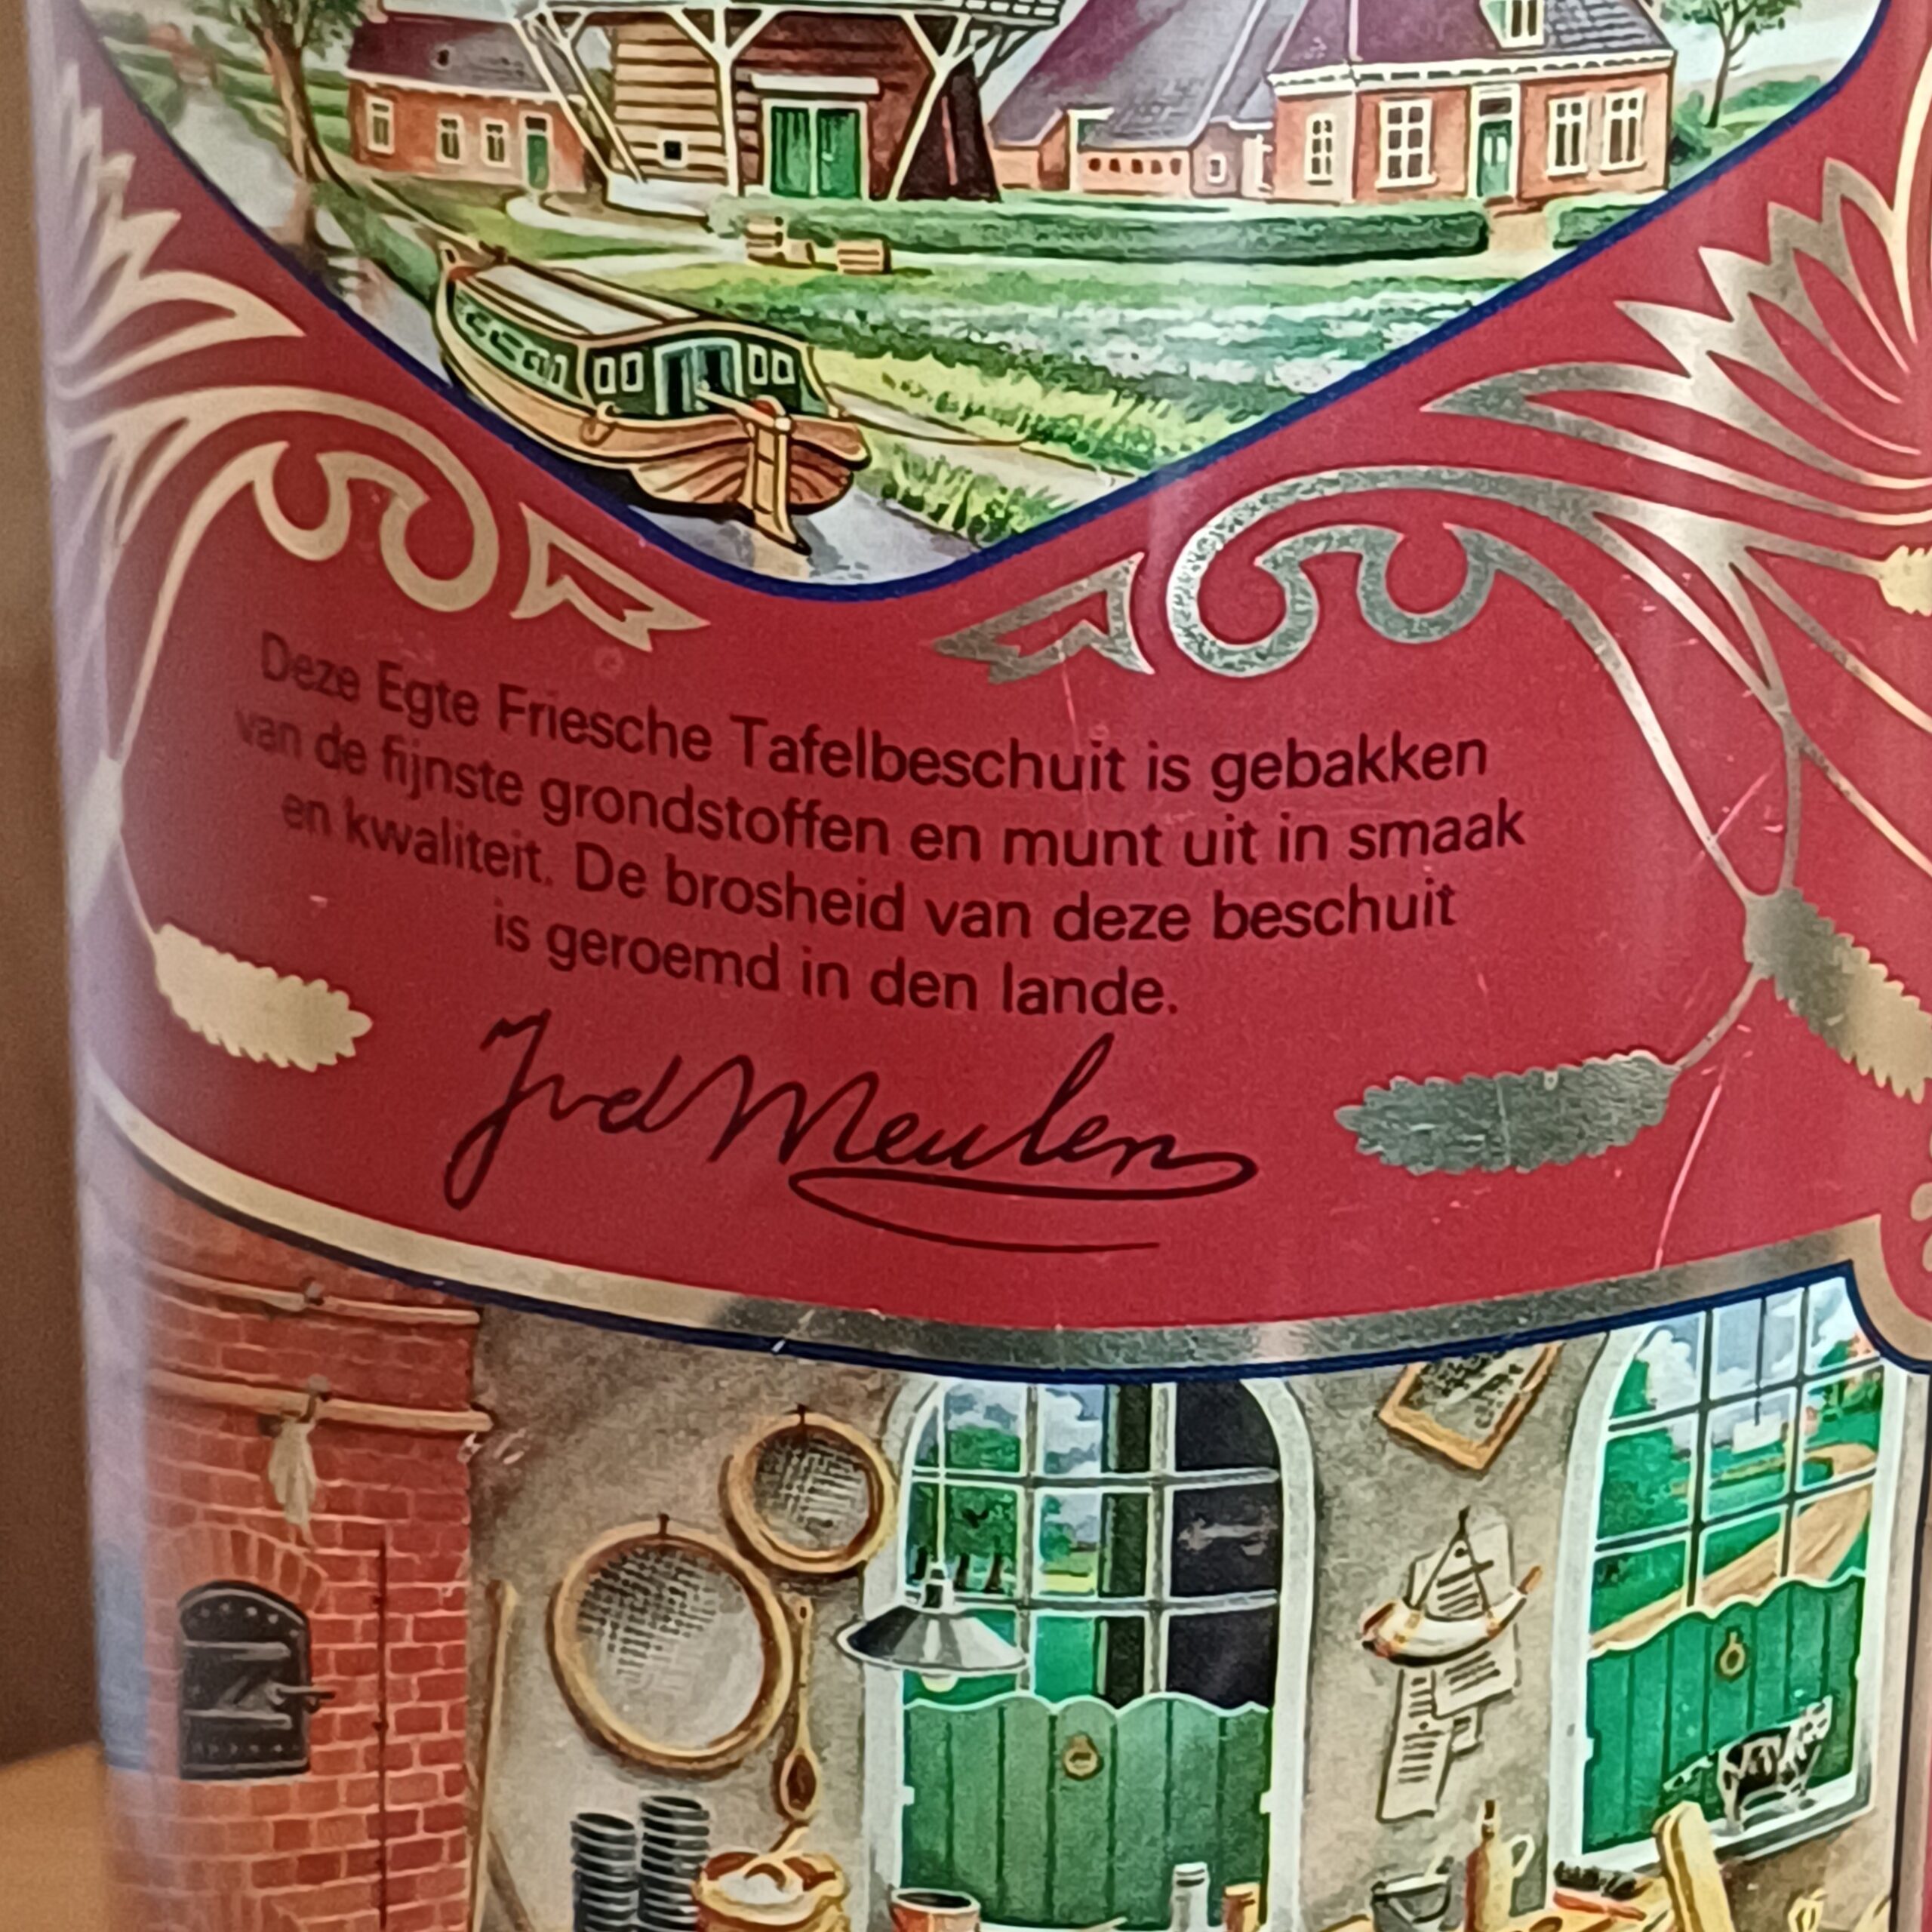 Deze Egte Friesche Tafelbeschuit is gebakken
van de fijnste grondstoffen en munt uit in smaak
en kwaliteit. De brosheid van deze beschuit
is geroemd in den lande.
JvdMeulen